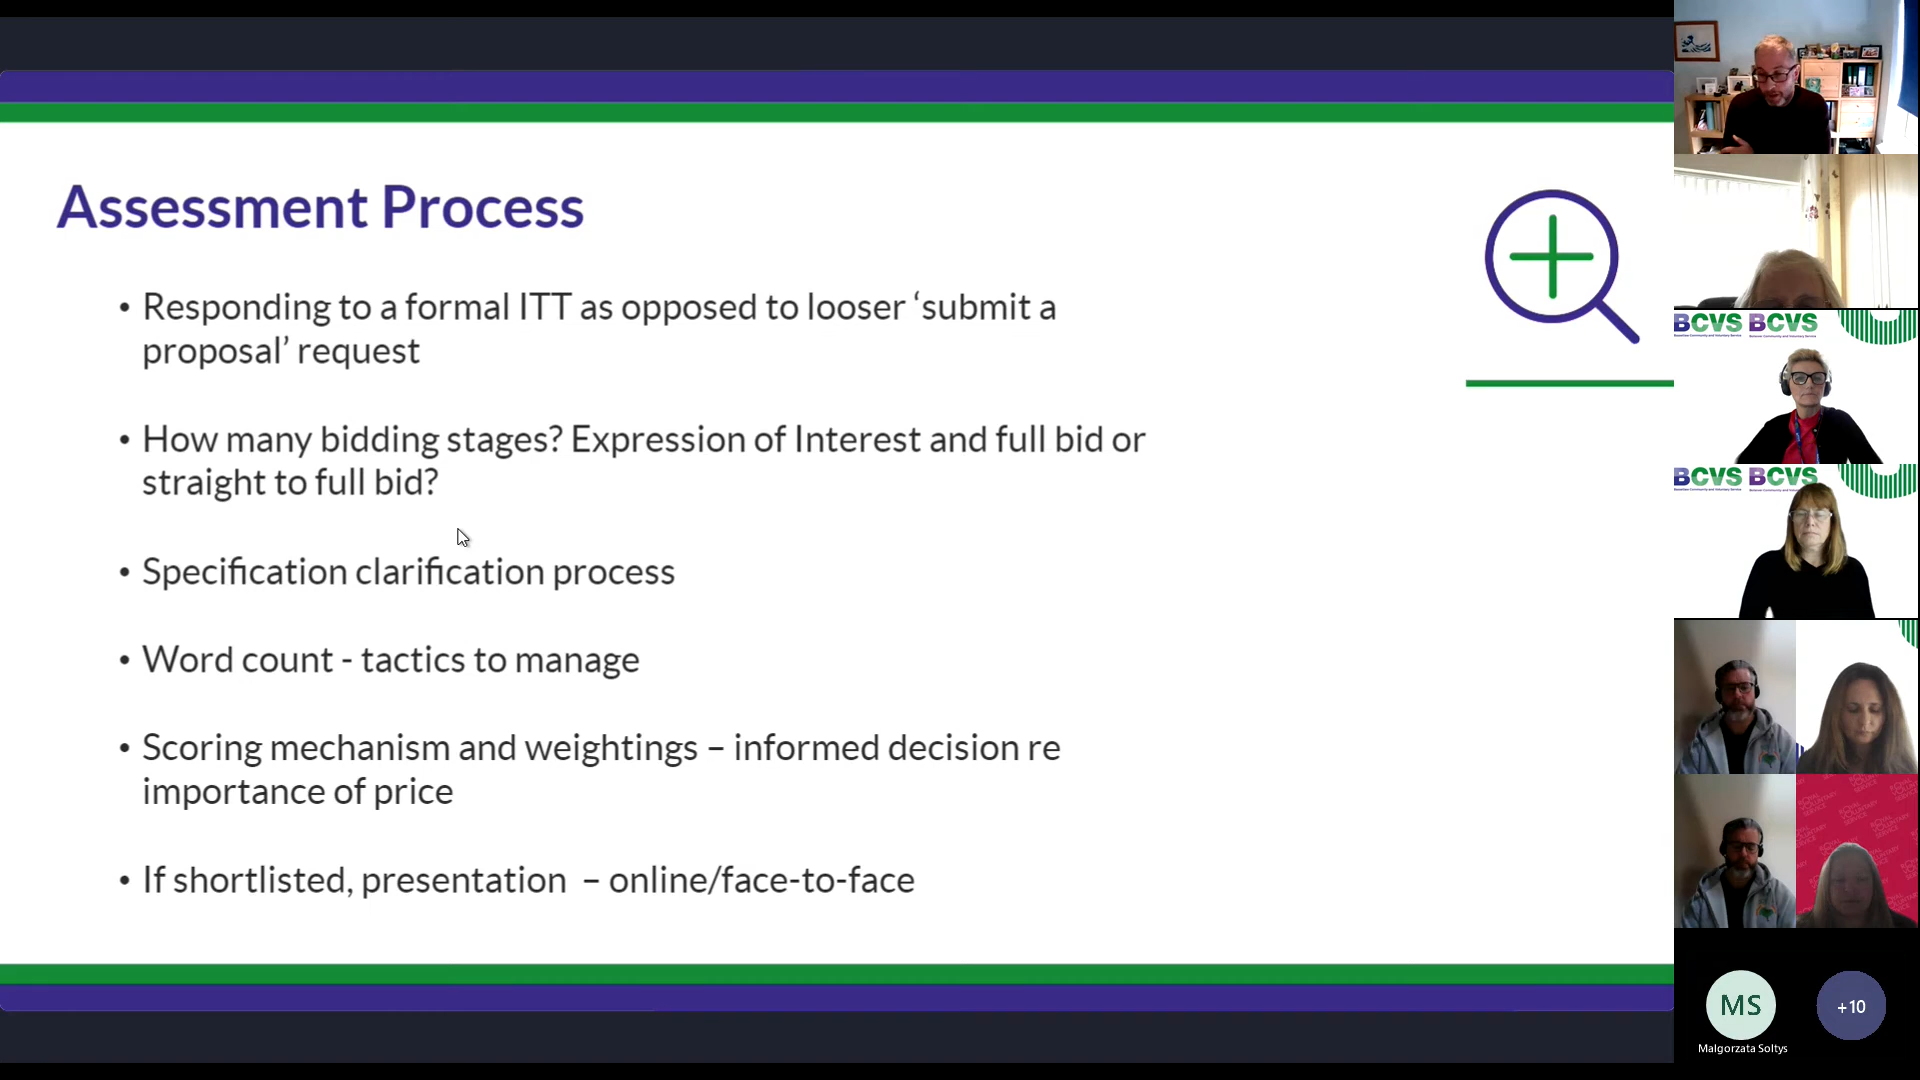 Assessment Process
• Responding to a formal ITT as opposed to looser ‘submit a
proposal’ request
• How many bidding stages? Expression of Interest and full bid or
straight to full bid?
• Specification clarification process
• Word count - tactics to manage
• Scoring mechanism and weightings – informed decision re
importance of price
• If shortlisted, presentation – online/face-to-face
BCVS BCVS
BCVS BCVS
ROYAL VOLUNTARY SERVICE
MS
+10
Malgorzata Soltys